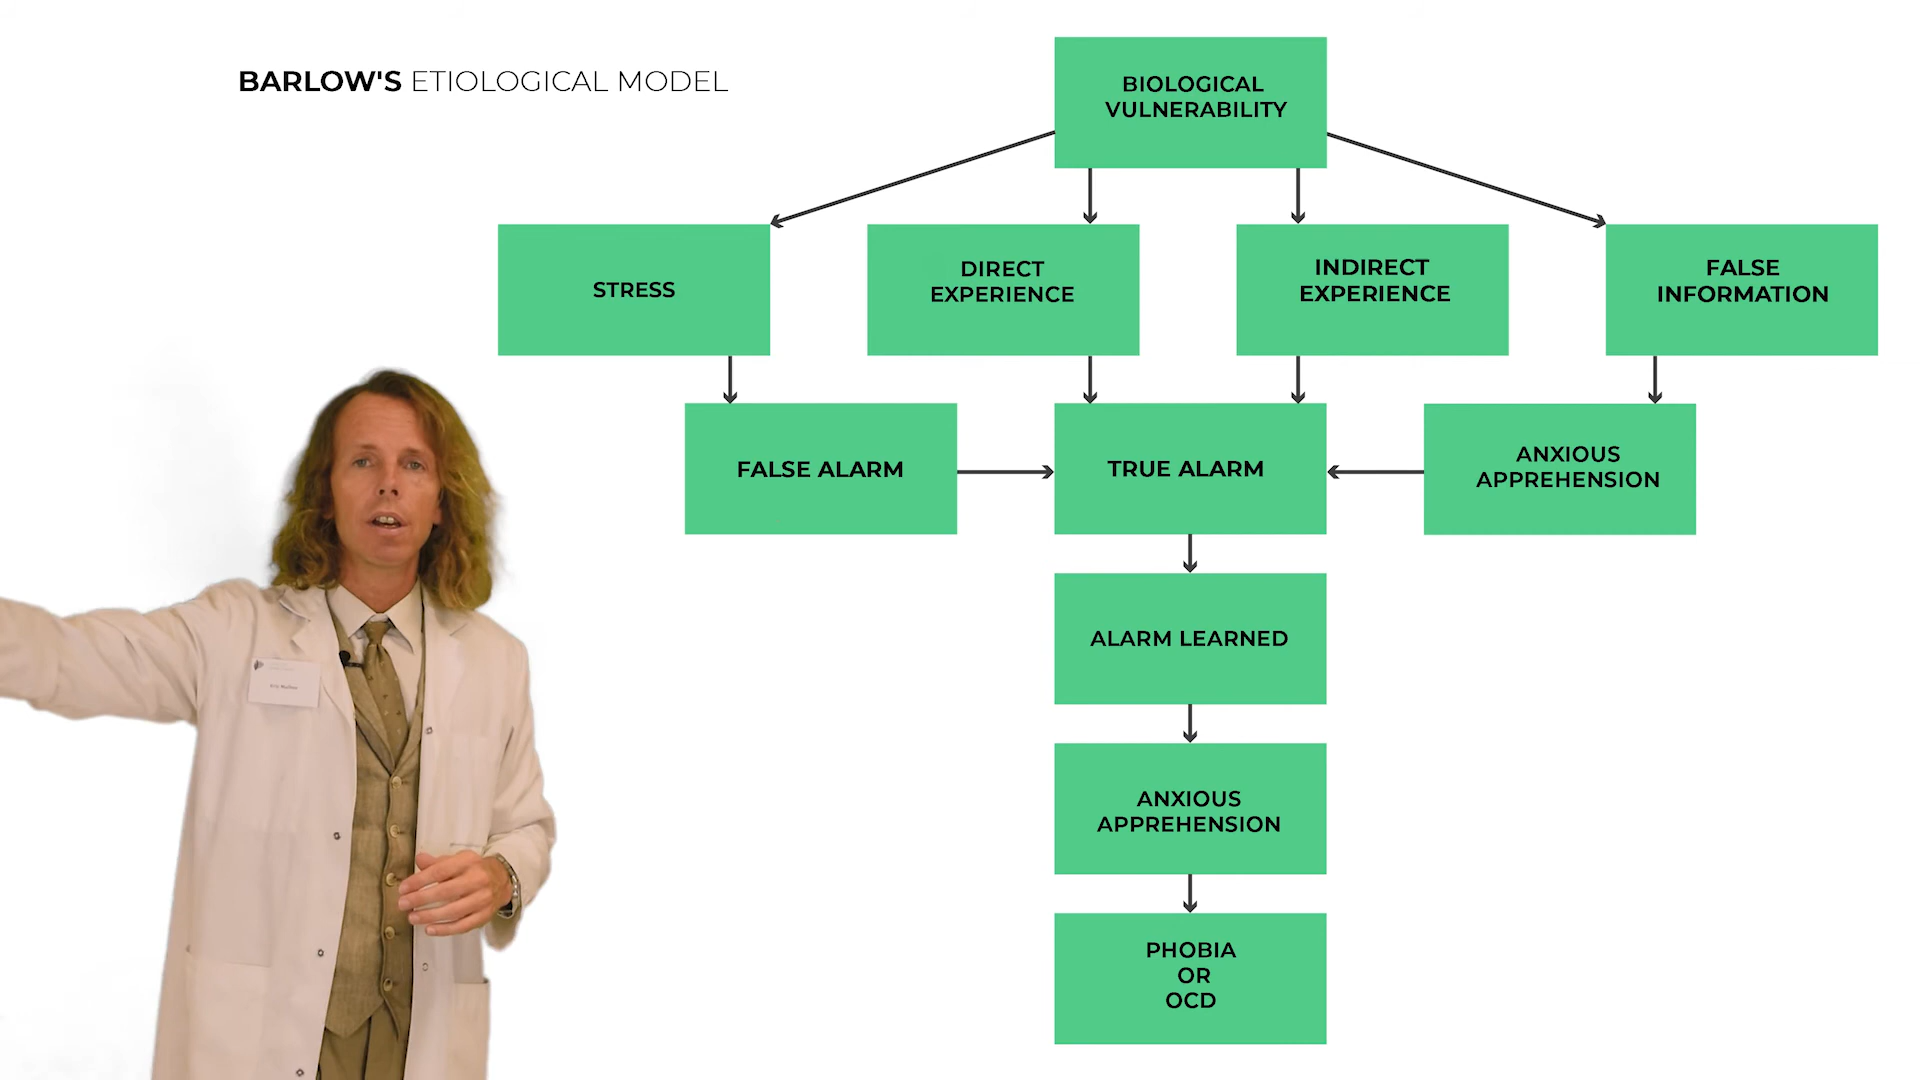 BARLOW'S ETIOLOGICAL MODEL
BIOLOGICAL
VULNERABILITY
STRESS
DIRECT
EXPERIENCE
INDIRECT
EXPERIENCE
FALSE
INFORMATION
FALSE ALARM
TRUE ALARM
ANXIOUS
APPREHENSION
ALARM LEARNED
ANXIOUS
APPREHENSION
PHOBIA
OR
OCD